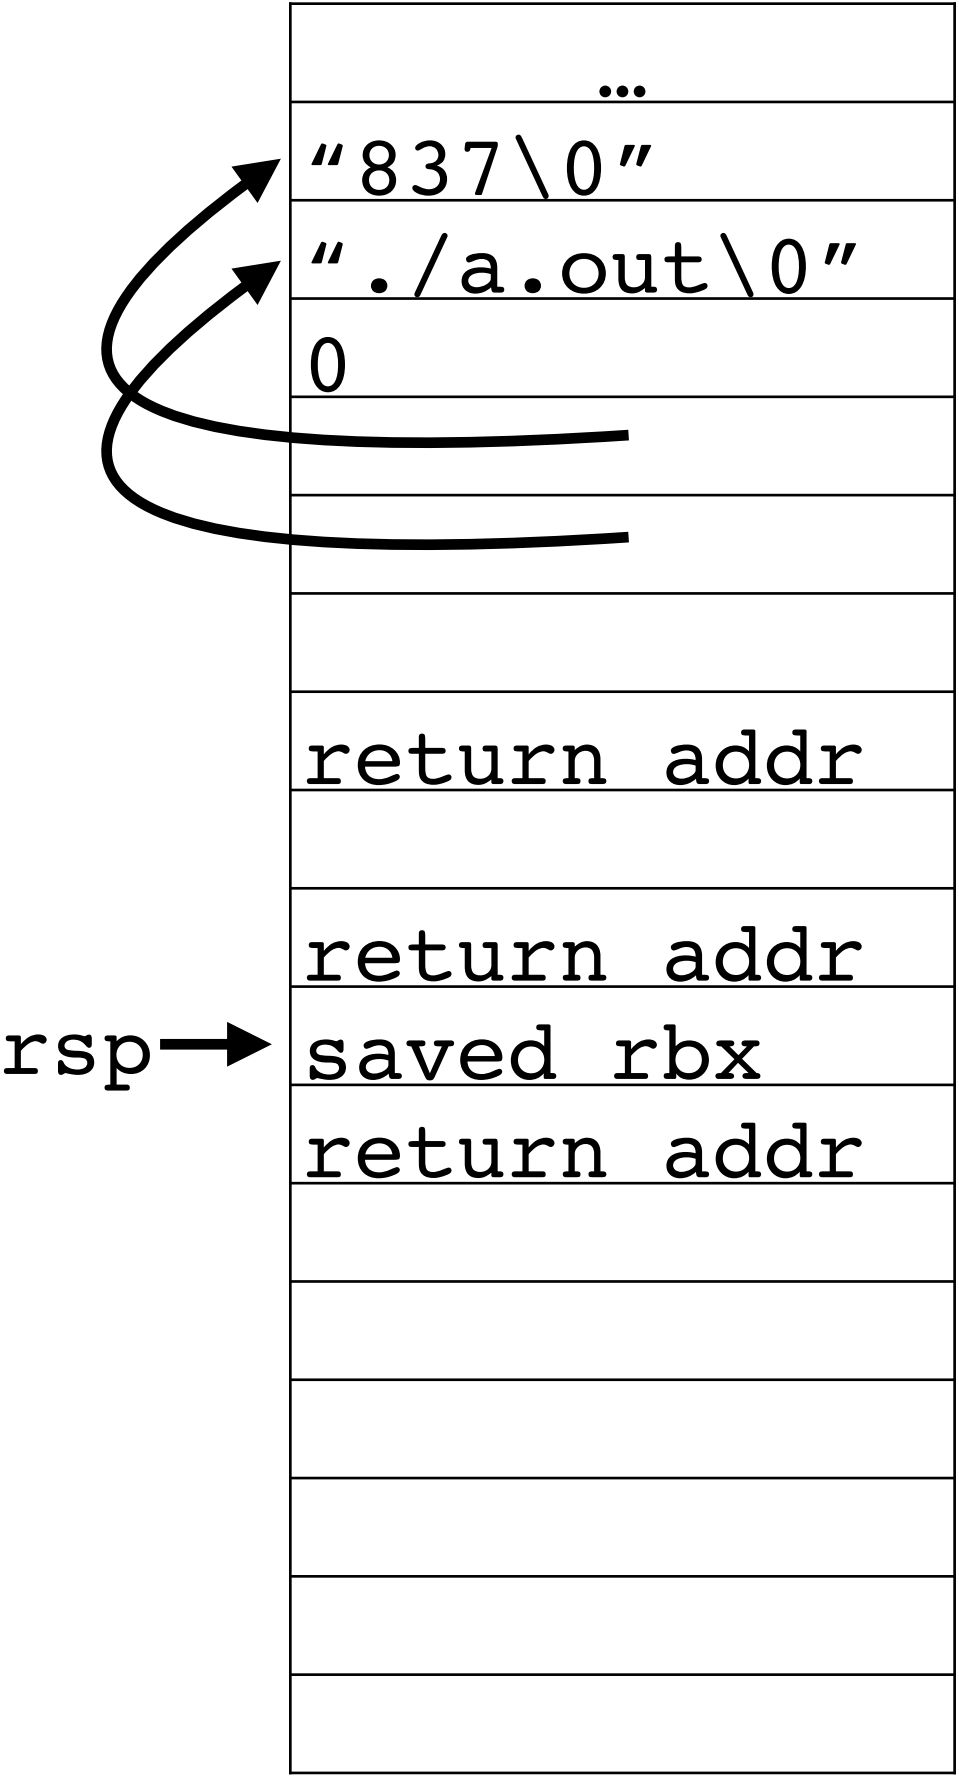 …
“837\0”
“./a.out\0”
0
return addr
return addr
rsp saved rbx
return addr